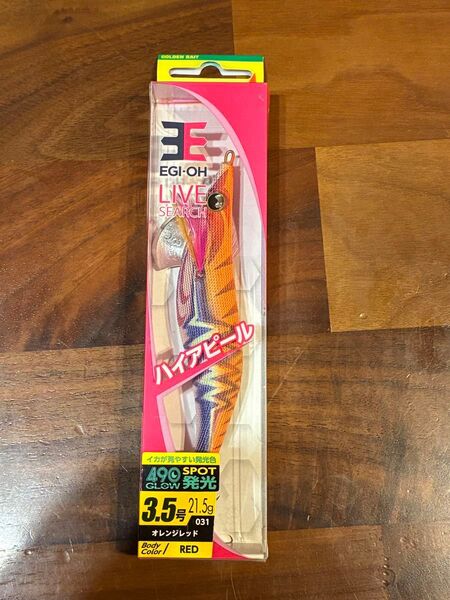 GOLDEN BAIT
EGI-OH
LIVE
SEARCH
ハイアピール
イカが見やすい発光色
490 SPOT
GLOW 発光
3.5号 21.5g
031
オレンジレッド
Body Color / RED